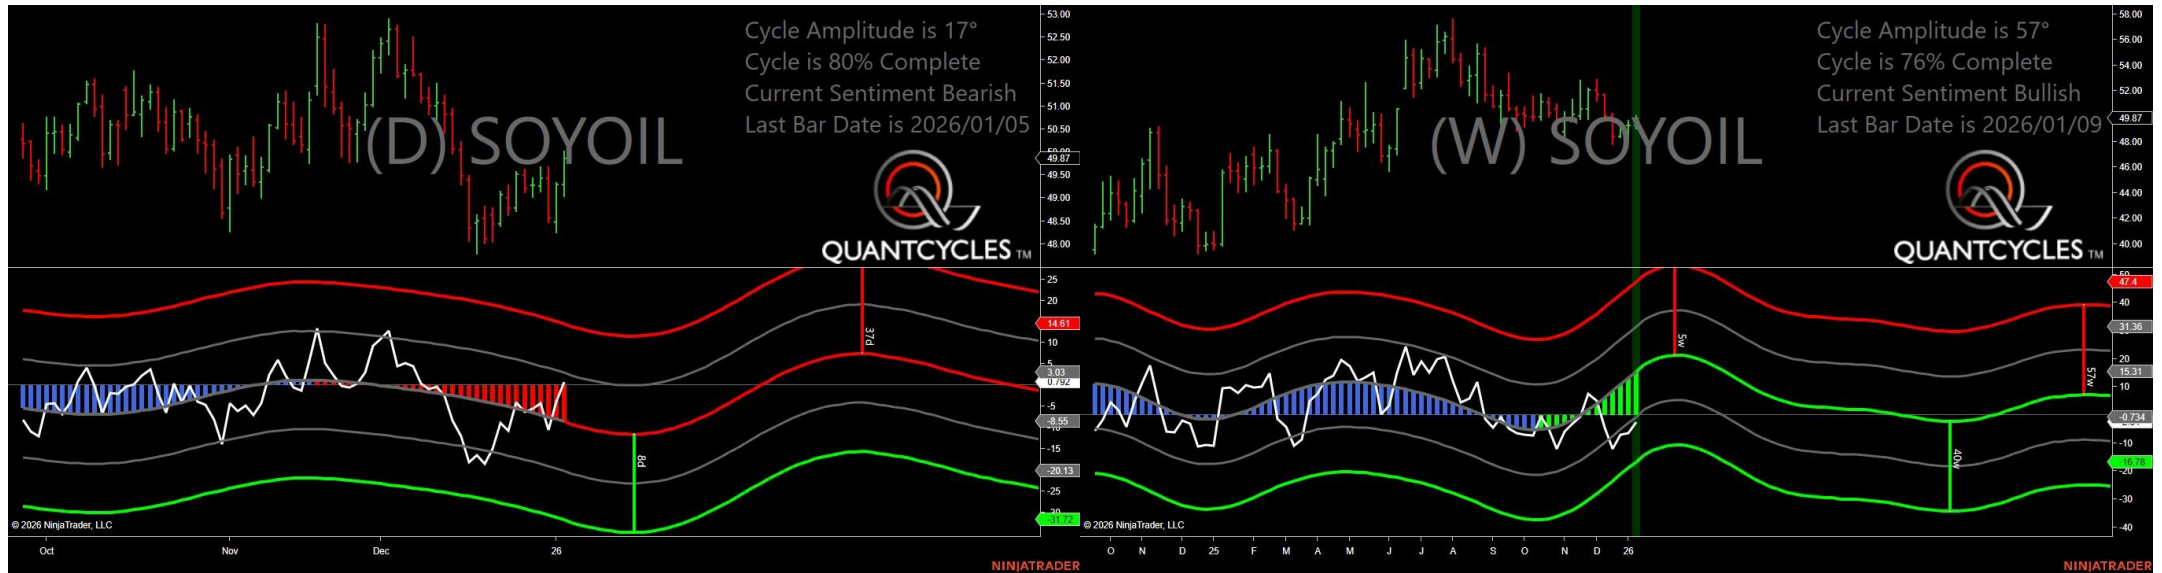 Cycle Amplitude is 17°
Cycle is 80% Complete
Current Sentiment Bearish
Last Bar Date is 2026/01/05
(D) SOYOIL
QUANTCYCLES TM
53.00
52.50
52.00
51.50
51.00
50.50
49.87
49.50
49.00
48.50
48.00
25
20
14.61
10
5
3.03
0.792
-5
-8.55
-15
-20.13
-25
-31.72
37d
8d
© 2026 NinjaTrader, LLC
Oct Nov Dec 26
NINJATRADER
Cycle Amplitude is 57°
Cycle is 76% Complete
Current Sentiment Bullish
Last Bar Date is 2026/01/09
(W) SOYOIL
QUANTCYCLES TM
58.00
56.00
54.00
52.00
49.87
48.00
46.00
44.00
42.00
40.00
50
47.4
40
31.36
20
15.31
10
-0.734
-10
-16.78
-20
-30
-40
5w
40w
57w
© 2026 NinjaTrader, LLC
O N D 25 F M A M J J A S O N D 26
NINJATRADER